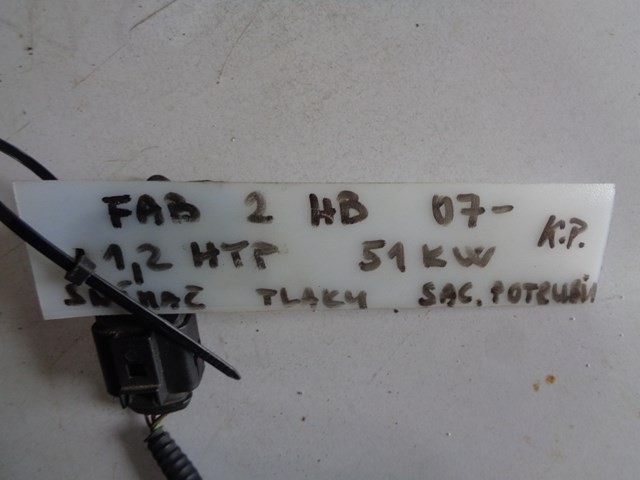 FAB 2 HB 07- K.P.
1,2 HTP 51 KW
SNÍMAČ TLAKU SAC. POTRUBÍ